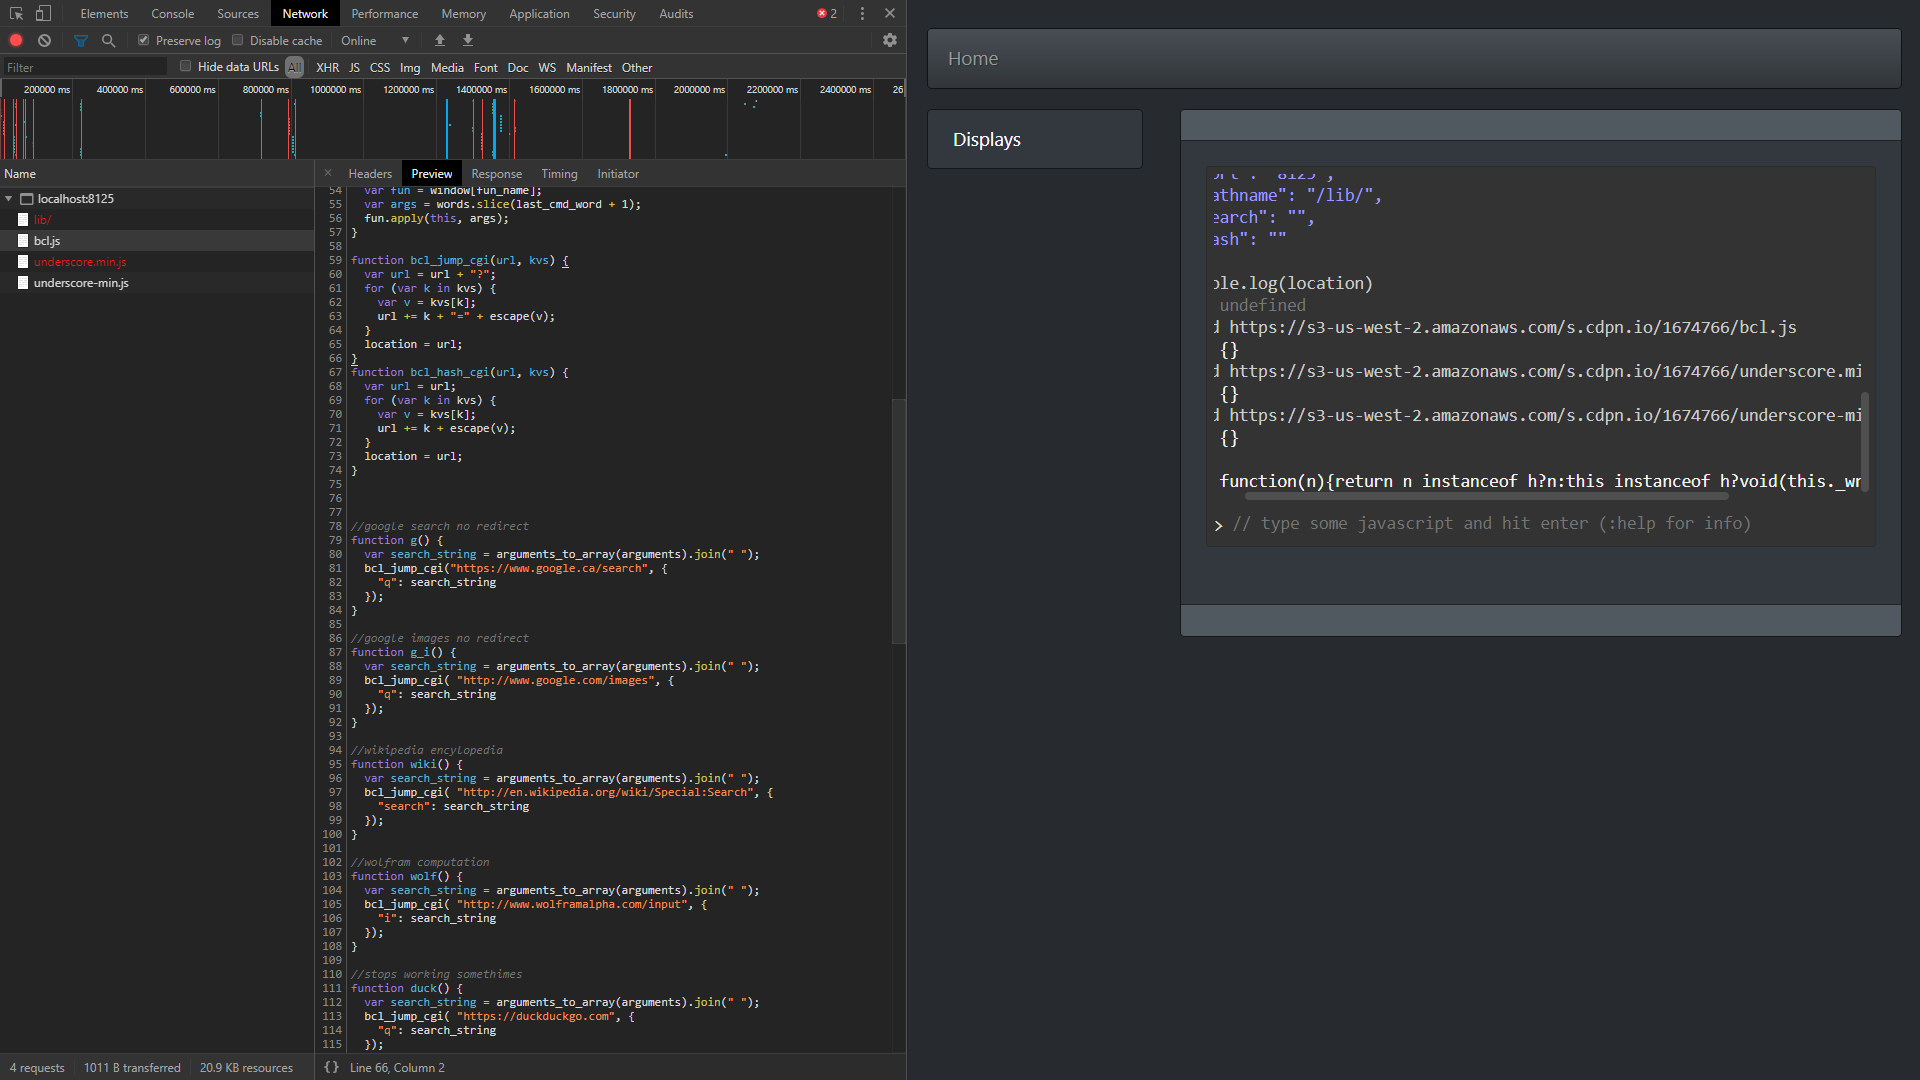 Elements Console Sources Network Performance Memory Application Security Audits 2
Preserve log Disable cache Online
Filter Hide data URLs All XHR JS CSS Img Media Font Doc WS Manifest Other
200000 ms 400000 ms 600000 ms 800000 ms 1000000 ms 1200000 ms 1400000 ms 1600000 ms 1800000 ms 2000000 ms 2200000 ms 2400000 ms 26
Name
localhost:8125
lib/
bcl.js
underscore.min.js
underscore-min.js
4 requests 1011 B transferred 20.9 KB resources
Headers Preview Response Timing Initiator
54 var fun = window[fun_name];
55 var args = words.slice(last_cmd_word + 1);
56 fun.apply(this, args);
57 }
58
59 function bcl_jump_cgi(url, kvs) {
60 var url = url + "?";
61 for (var k in kvs) {
62 var v = kvs[k];
63 url += k + "=" + escape(v);
64 }
65 location = url;
66 }
67 function bcl_hash_cgi(url, kvs) {
68 var url = url;
69 for (var k in kvs) {
70 var v = kvs[k];
71 url += k + escape(v);
72 }
73 location = url;
74 }
75
76
77
78 //google search no redirect
79 function g() {
80 var search_string = arguments_to_array(arguments).join(" ");
81 bcl_jump_cgi("https://www.google.ca/search", {
82 "q": search_string
83 });
84 }
85
86 //google images no redirect
87 function g_i() {
88 var search_string = arguments_to_array(arguments).join(" ");
89 bcl_jump_cgi( "http://www.google.com/images", {
90 "q": search_string
91 });
92 }
93
94 //wikipedia encylopedia
95 function wiki() {
96 var search_string = arguments_to_array(arguments).join(" ");
97 bcl_jump_cgi( "http://en.wikipedia.org/wiki/Special:Search", {
98 "search": search_string
99 });
100 }
101
102 //wolfram computation
103 function wolf() {
104 var search_string = arguments_to_array(arguments).join(" ");
105 bcl_jump_cgi( "http://www.wolframalpha.com/input", {
106 "i": search_string
107 });
108 }
109
110 //stops working somethimes
111 function duck() {
112 var search_string = arguments_to_array(arguments).join(" ");
113 bcl_jump_cgi( "https://duckduckgo.com", {
114 "q": search_string
115 });
{} Line 66, Column 2
Home
Displays
ort": "8125",
athname": "/lib/",
earch": "",
ash": ""
ole.log(location)
undefined
d https://s3-us-west-2.amazonaws.com/s.cdpn.io/1674766/bcl.js
{}
d https://s3-us-west-2.amazonaws.com/s.cdpn.io/1674766/underscore.mi
{}
d https://s3-us-west-2.amazonaws.com/s.cdpn.io/1674766/underscore-mi
{}
function(n){return n instanceof h?n:this instanceof h?void(this._wr
> // type some javascript and hit enter (:help for info)